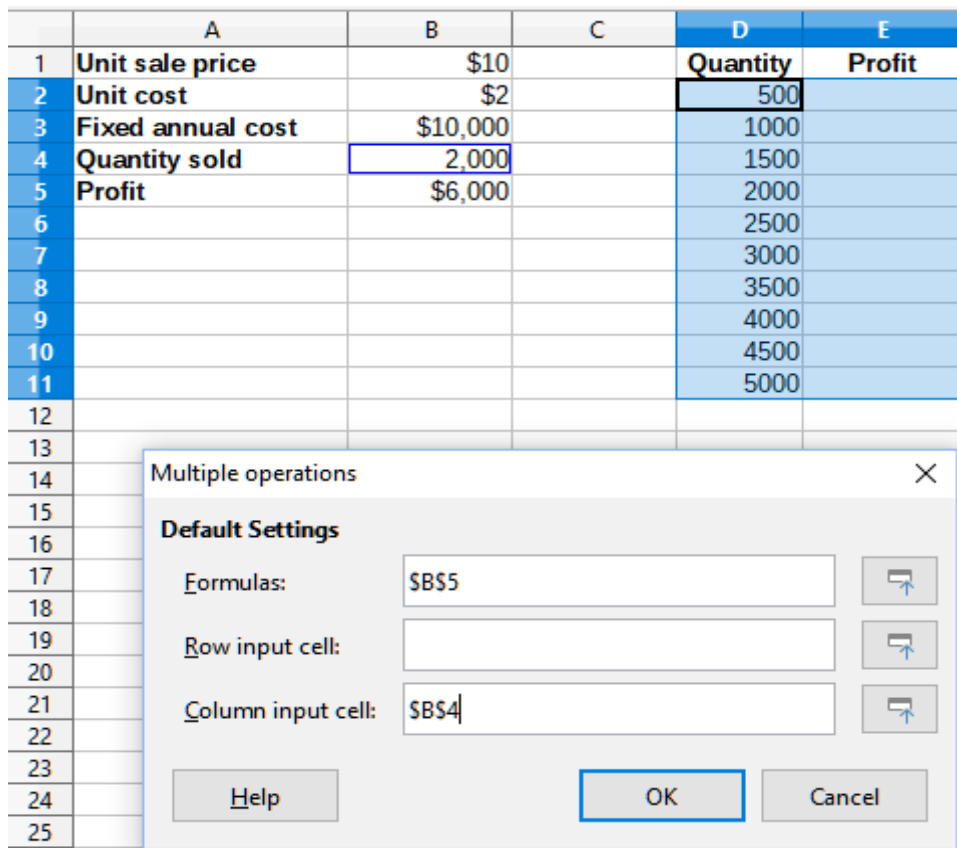 A B C D E
1 Unit sale price $10 Quantity Profit
2 Unit cost $2 500
3 Fixed annual cost $10,000 1000
4 Quantity sold 2,000 1500
5 Profit $6,000 2000
6 2500
7 3000
8 3500
9 4000
10 4500
11 5000
12
13
14
15
16
17
18
19
20
21
22
23
24
25
Multiple operations
Default Settings
Formulas: $B$5
Row input cell:
Column input cell: $B$4
Help OK Cancel